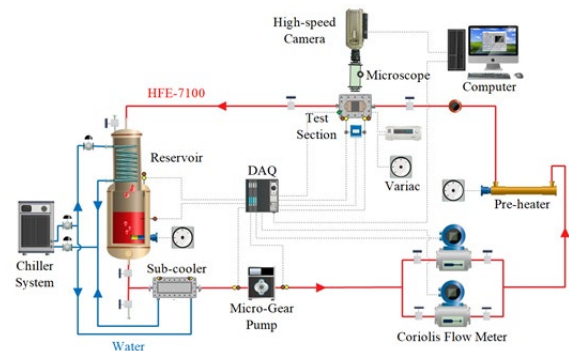 High-speed
Camera
Microscope
Computer
HFE-7100
Test
Section
Reservoir
DAQ
Variac
Pre-heater
Chiller
System
Sub-cooler
Micro-Gear
Pump
Coriolis Flow Meter
Water